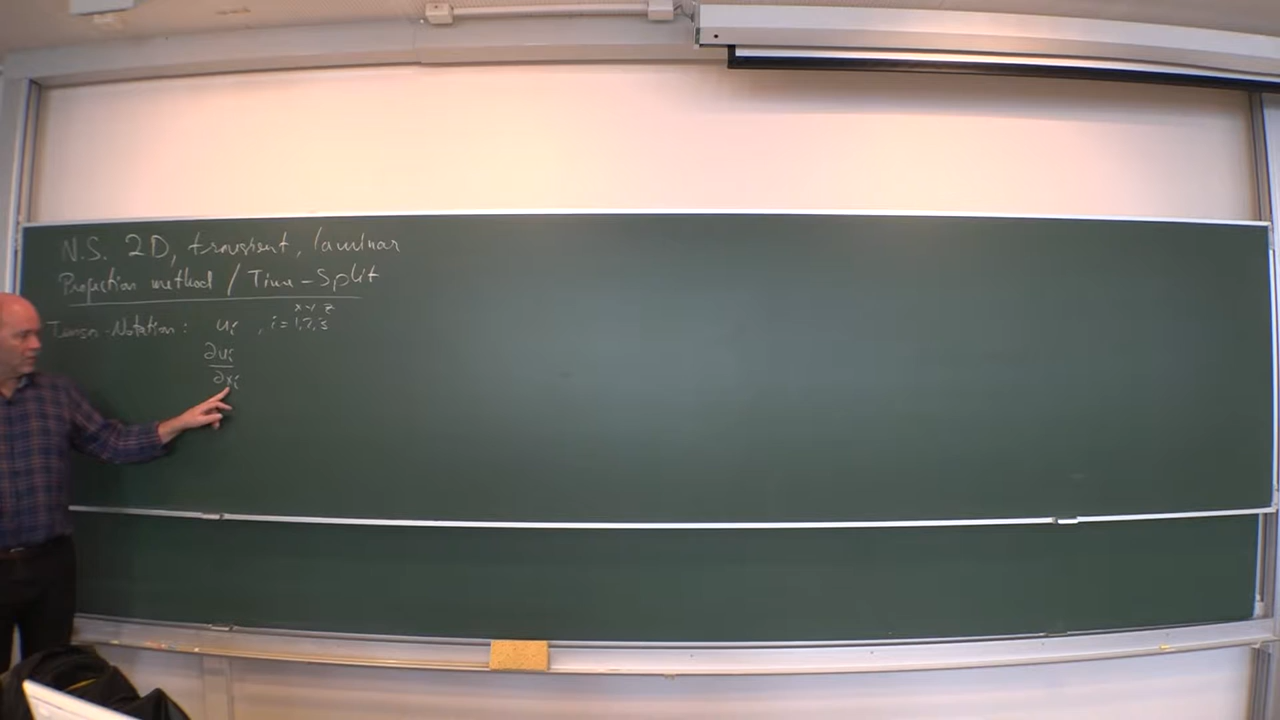 N.S. 2D, transient, laminar
Projection method / Time-Split
x y z
Tensor-Notation: uᵢ , i = 1,2,3
∂uᵢ
∂xᵢ